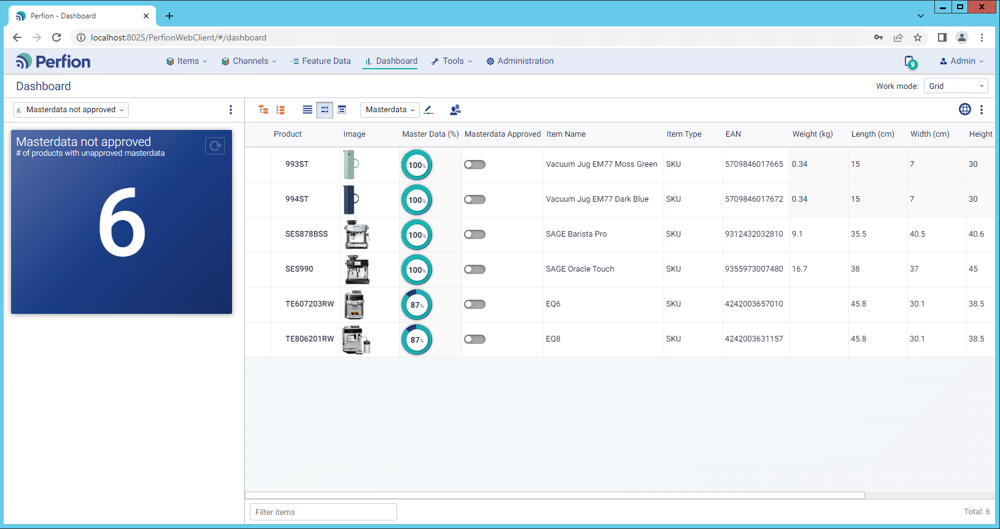 Perfion - Dashboard
localhost:8025/PerfionWebClient/#/dashboard
Perfion Items Channels Feature Data Dashboard Tools Administration 9 Admin
Dashboard Work mode: Grid
Masterdata not approved Masterdata
Masterdata not approved
# of products with unapproved masterdata
6
Product Image Master Data (%) Masterdata Approved Item Name Item Type EAN Weight (kg) Length (cm) Width (cm) Height
993ST 100% Vacuum Jug EM77 Moss Green SKU 5709846017665 0.34 15 7 30
994ST 100% Vacuum Jug EM77 Dark Blue SKU 5709846017672 0.34 15 7 30
SES878BSS 100% SAGE Barista Pro SKU 9312432032810 9.1 35.5 40.5 40.6
SES990 100% SAGE Oracle Touch SKU 9355973007480 16.7 38 37 45
TE607203RW 87% EQ6 SKU 4242003657010 45.8 30.1 38.5
TE806201RW 87% EQ8 SKU 4242003631157 45.8 30.1 38.5
Filter items Total: 6